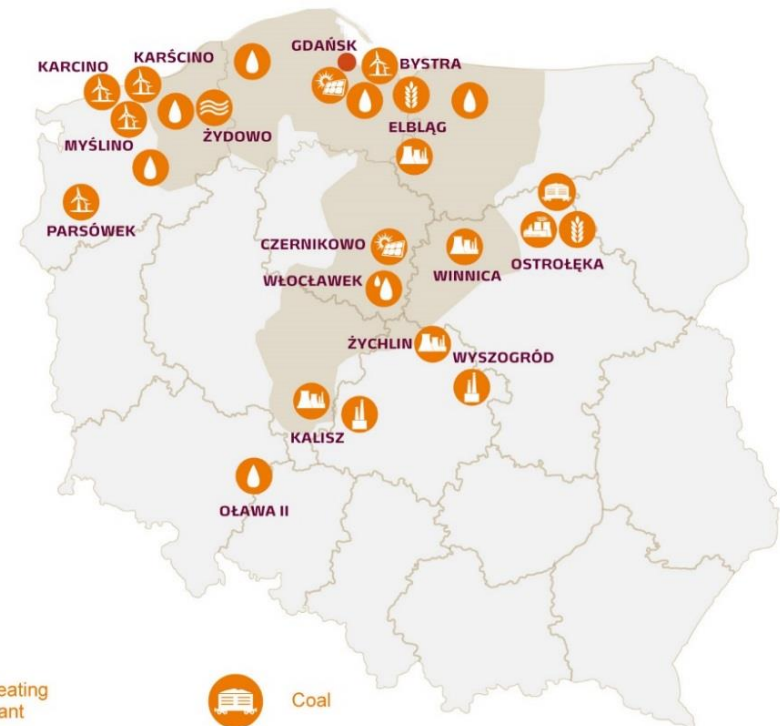 GDAŃSK
KARŚCINO
BYSTRA
KARCINO
ELBLĄG
ŻYDOWO
MYŚLINO
PARSÓWEK
CZERNIKOWO
OSTROŁĘKA
WINNICA
WŁOCŁAWEK
ŻYCHLIN
WYSZOGRÓD
KALISZ
OŁAWA II
Coal